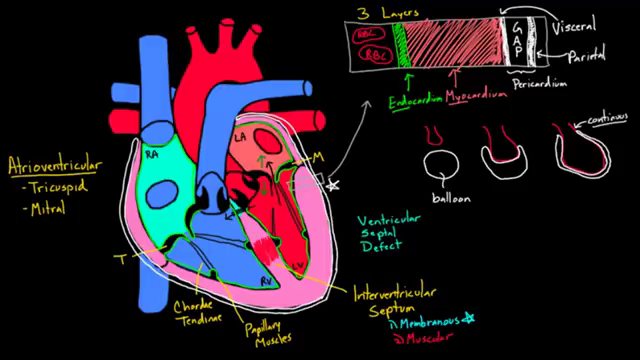 3 Layers
RBC
RBC
GAP
Visceral
Parietal
Pericardium
Endocardium
Myocardium
continuous
balloon
Atrioventricular
- Tricuspid
- Mitral
RA
LA
M
T
RV
LV
Ventricular
Septal
Defect
Chordae
Tendinae
Papillary
Muscles
Interventricular
Septum
1) Membranous
2) Muscular